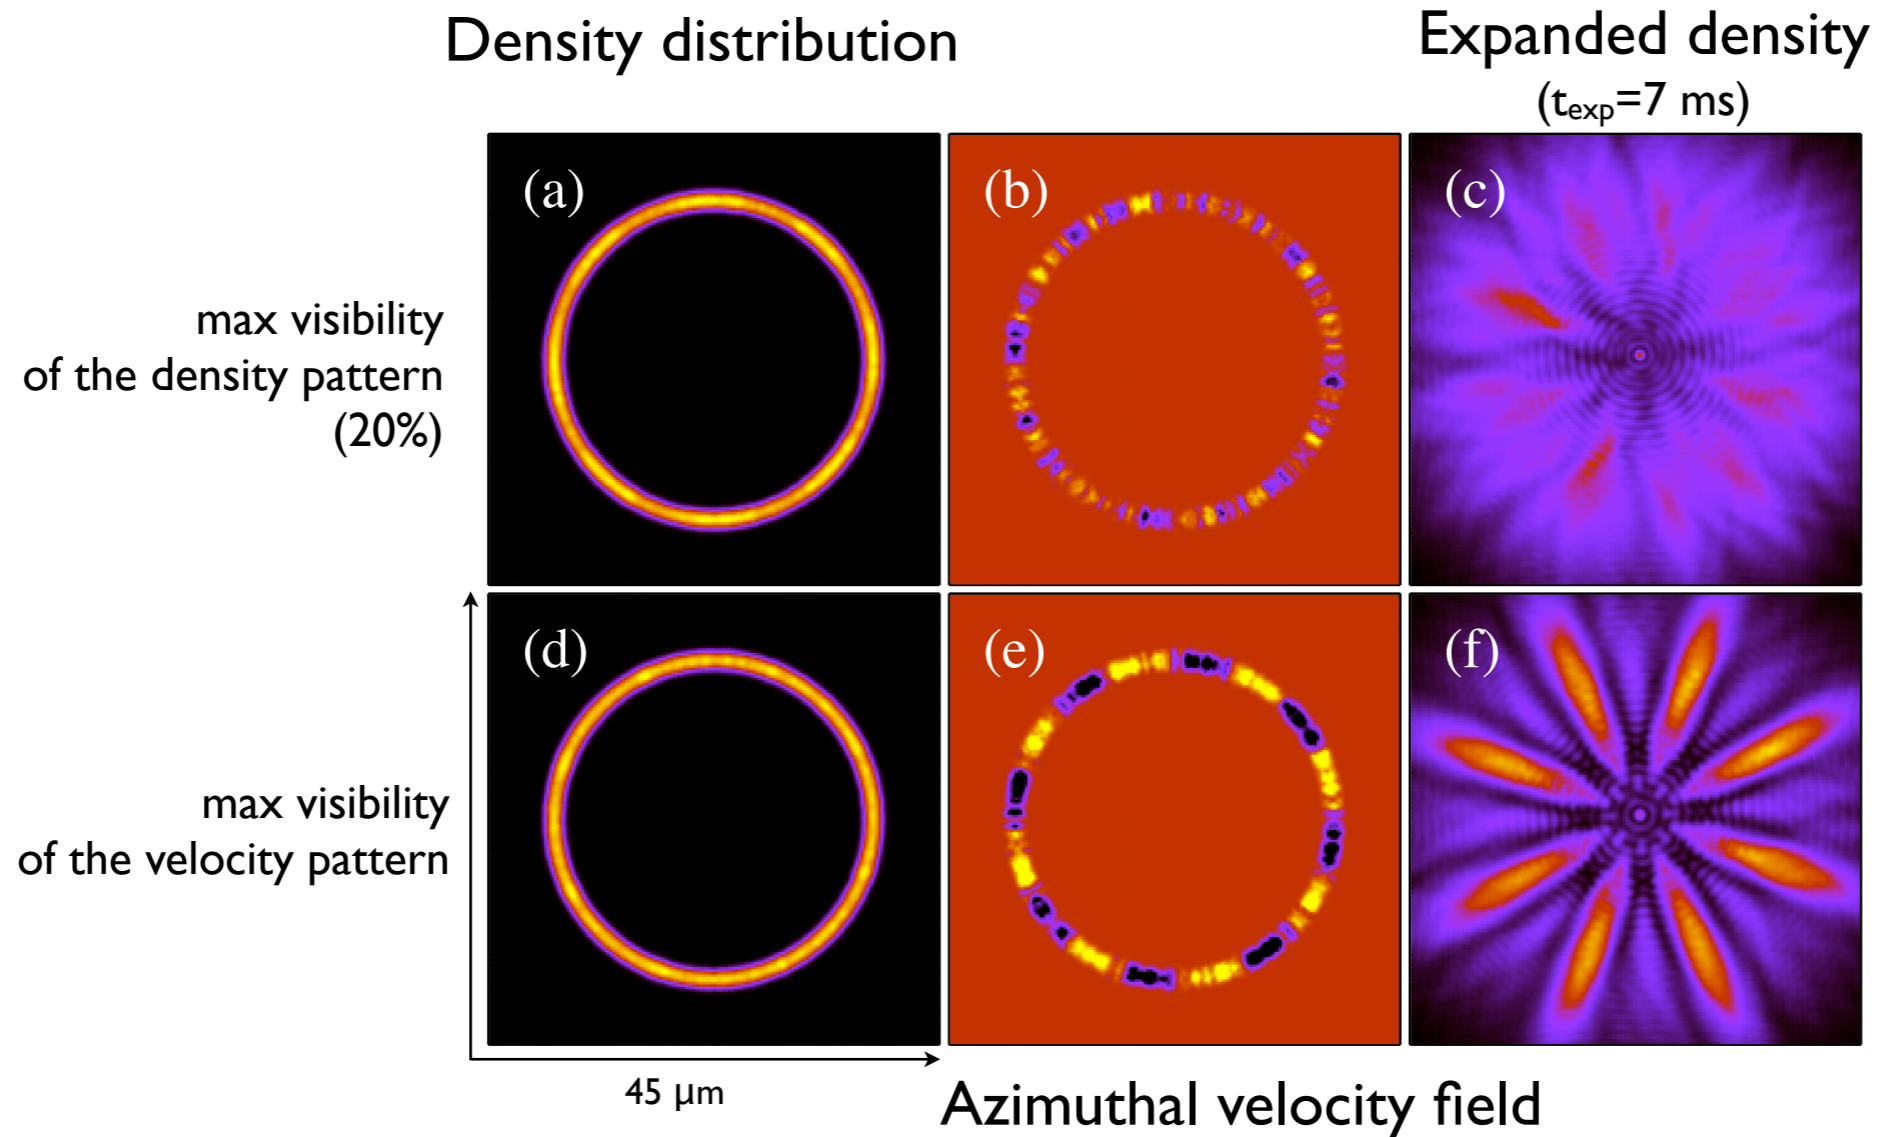 Density distribution
Expanded density
(texp=7 ms)
(a)
(b)
(c)
max visibility
of the density pattern
(20%)
(d)
(e)
(f)
max visibility
of the velocity pattern
45 µm
Azimuthal velocity field